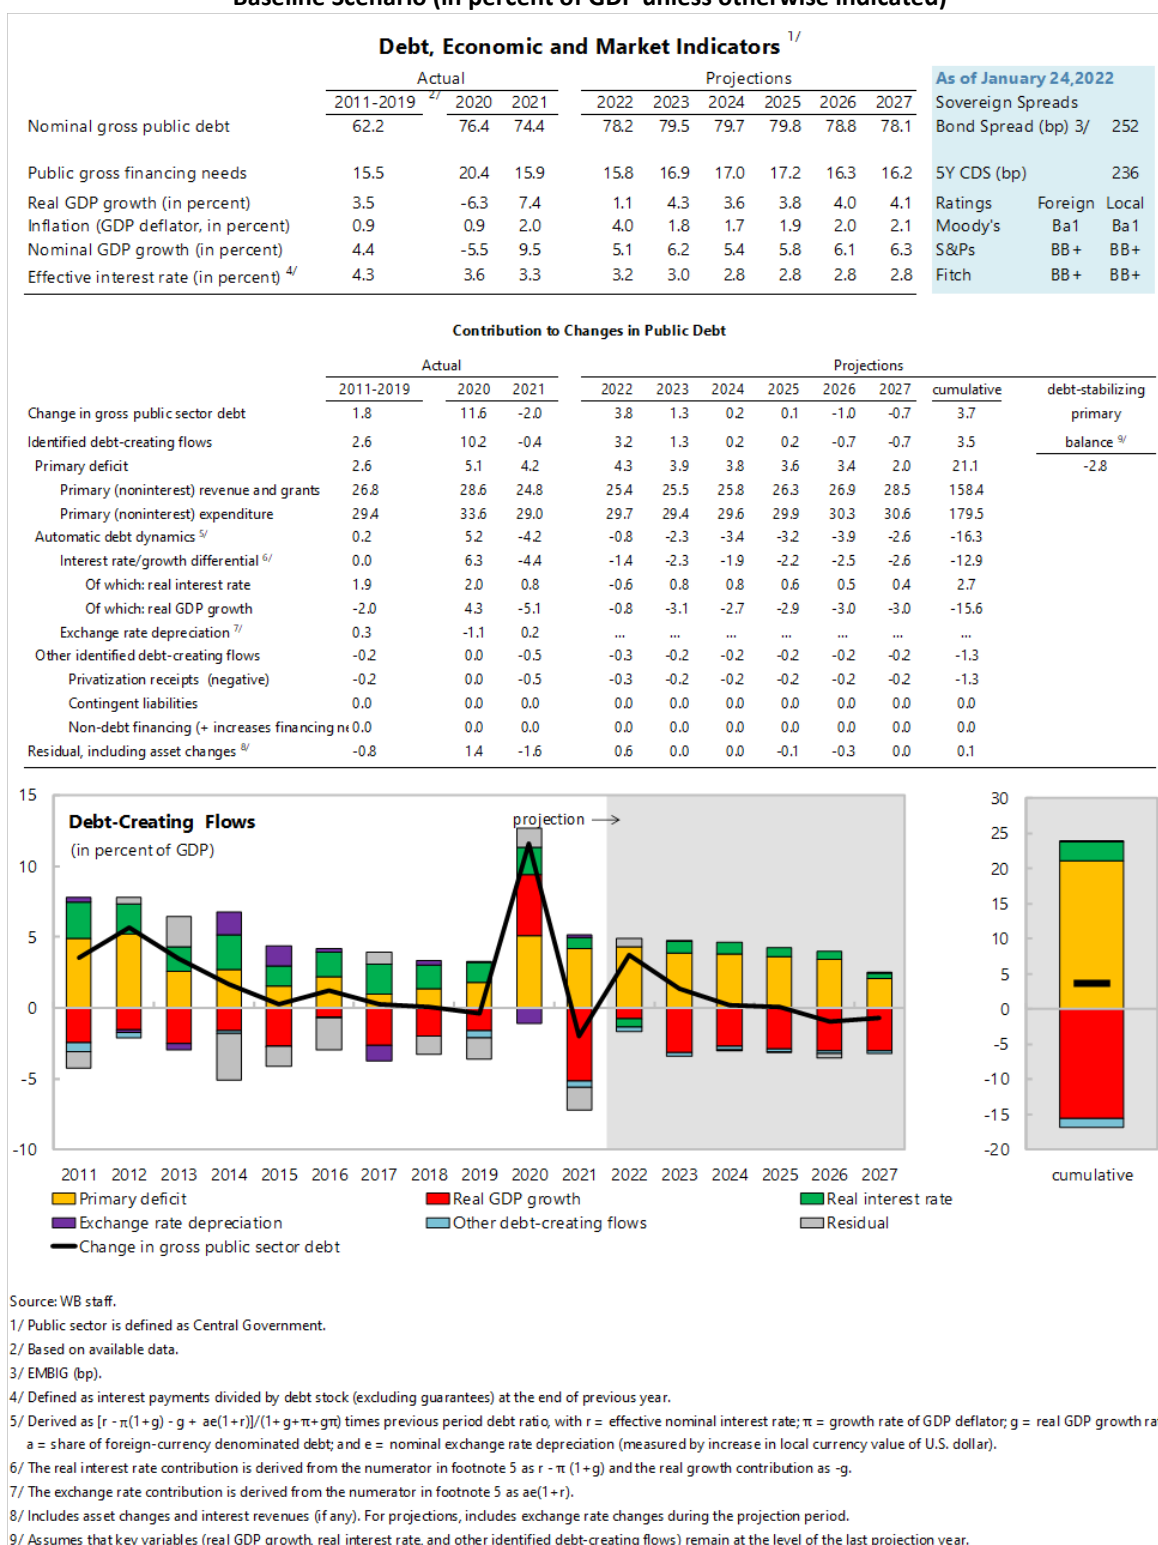 Baseline Scenario (in percent of GDP unless otherwise indicated)
Debt, Economic and Market Indicators 1/
Actual Projections As of January 24,2022
2011-2019 2/ 2020 2021 2022 2023 2024 2025 2026 2027 Sovereign Spreads
Nominal gross public debt 62.2 76.4 74.4 78.2 79.5 79.7 79.8 78.8 78.1 Bond Spread (bp) 3/ 252
Public gross financing needs 15.5 20.4 15.9 15.8 16.9 17.0 17.2 16.3 16.2 5Y CDS (bp) 236
Real GDP growth (in percent) 3.5 -6.3 7.4 1.1 4.3 3.6 3.8 4.0 4.1 Ratings Foreign Local
Inflation (GDP deflator, in percent) 0.9 0.9 2.0 4.0 1.8 1.7 1.9 2.0 2.1 Moody's Ba1 Ba1
Nominal GDP growth (in percent) 4.4 -5.5 9.5 5.1 6.2 5.4 5.8 6.1 6.3 S&Ps BB+ BB+
Effective interest rate (in percent) 4/ 4.3 3.6 3.3 3.2 3.0 2.8 2.8 2.8 2.8 Fitch BB+ BB+
Contribution to Changes in Public Debt
Actual Projections
2011-2019 2020 2021 2022 2023 2024 2025 2026 2027 cumulative debt-stabilizing
Change in gross public sector debt 1.8 11.6 -2.0 3.8 1.3 0.2 0.1 -1.0 -0.7 3.7 primary
Identified debt-creating flows 2.6 10.2 -0.4 3.2 1.3 0.2 0.2 -0.7 -0.7 3.5 balance 9/
Primary deficit 2.6 5.1 4.2 4.3 3.9 3.8 3.6 3.4 2.0 21.1 -2.8
Primary (noninterest) revenue and grants 26.8 28.6 24.8 25.4 25.5 25.8 26.3 26.9 28.5 158.4
Primary (noninterest) expenditure 29.4 33.6 29.0 29.7 29.4 29.6 29.9 30.3 30.6 179.5
Automatic debt dynamics 5/ 0.2 5.2 -4.2 -0.8 -2.3 -3.4 -3.2 -3.9 -2.6 -16.3
Interest rate/growth differential 6/ 0.0 6.3 -4.4 -1.4 -2.3 -1.9 -2.2 -2.5 -2.6 -12.9
Of which: real interest rate 1.9 2.0 0.8 -0.6 0.8 0.8 0.6 0.5 0.4 2.7
Of which: real GDP growth -2.0 4.3 -5.1 -0.8 -3.1 -2.7 -2.9 -3.0 -3.0 -15.6
Exchange rate depreciation 7/ 0.3 -1.1 0.2 ... ... ... ... ... ... ...
Other identified debt-creating flows -0.2 0.0 -0.5 -0.3 -0.2 -0.2 -0.2 -0.2 -0.2 -1.3
Privatization receipts (negative) -0.2 0.0 -0.5 -0.3 -0.2 -0.2 -0.2 -0.2 -0.2 -1.3
Contingent liabilities 0.0 0.0 0.0 0.0 0.0 0.0 0.0 0.0 0.0 0.0
Non-debt financing (+ increases financing ne 0.0 0.0 0.0 0.0 0.0 0.0 0.0 0.0 0.0 0.0
Residual, including asset changes 8/ -0.8 1.4 -1.6 0.6 0.0 0.0 -0.1 -0.3 0.0 0.1
Debt-Creating Flows
(in percent of GDP)
projection
15
10
5
0
-5
-10
2011 2012 2013 2014 2015 2016 2017 2018 2019 2020 2021 2022 2023 2024 2025 2026 2027
30
25
20
15
10
5
0
-5
-10
-15
-20
cumulative
Primary deficit Real GDP growth Real interest rate
Exchange rate depreciation Other debt-creating flows Residual
Change in gross public sector debt
Source: WB staff.
1/ Public sector is defined as Central Government.
2/ Based on available data.
3/ EMBIG (bp).
4/ Defined as interest payments divided by debt stock (excluding guarantees) at the end of previous year.
5/ Derived as [r - π(1+g) - g + ae(1+r)]/(1+g+π+gπ) times previous period debt ratio, with r = effective nominal interest rate; π = growth rate of GDP deflator; g = real GDP growth ra
a = share of foreign-currency denominated debt; and e = nominal exchange rate depreciation (measured by increase in local currency value of U.S. dollar).
6/ The real interest rate contribution is derived from the numerator in footnote 5 as r - π (1+g) and the real growth contribution as -g.
7/ The exchange rate contribution is derived from the numerator in footnote 5 as ae(1+r).
8/ Includes asset changes and interest revenues (if any). For projections, includes exchange rate changes during the projection period.
9/ Assumes that key variables (real GDP growth, real interest rate, and other identified debt-creating flows) remain at the level of the last projection year.